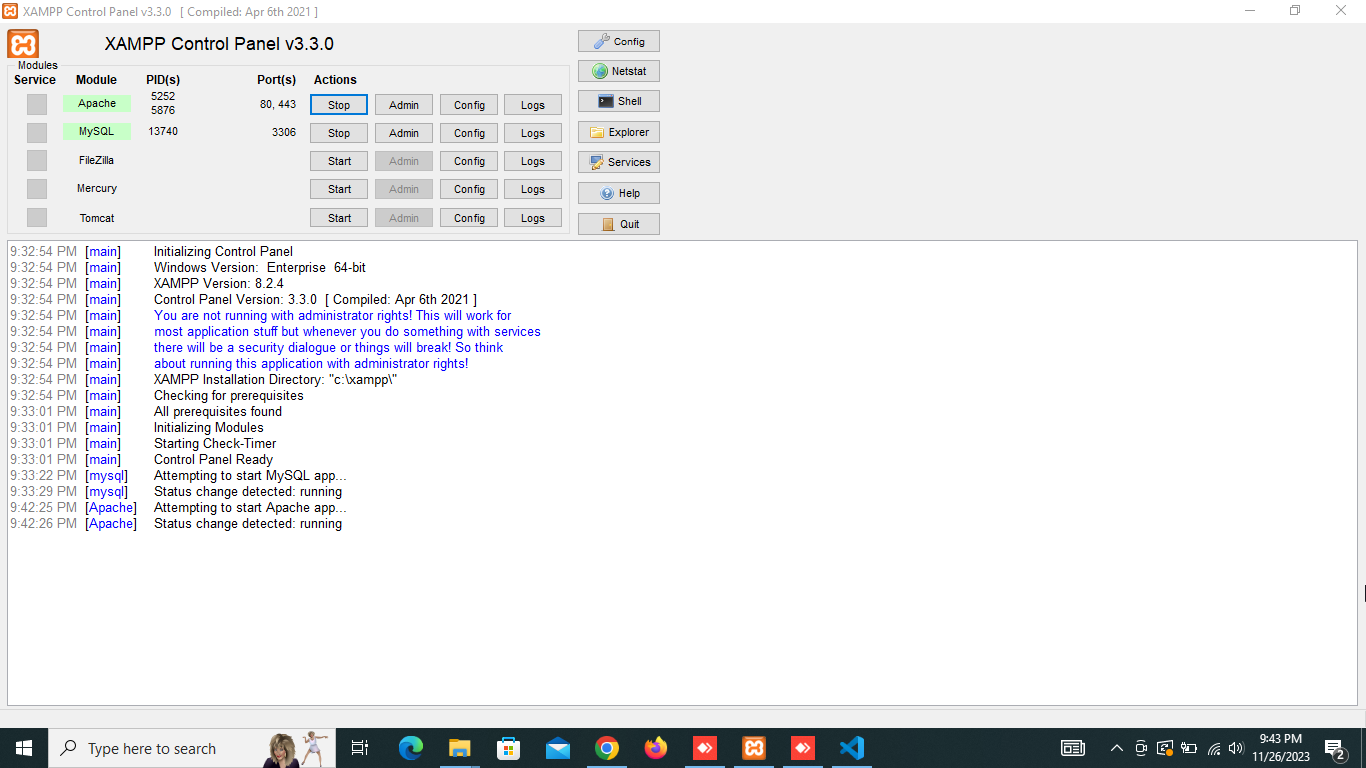 XAMPP Control Panel v3.3.0 [ Compiled: Apr 6th 2021 ]
XAMPP Control Panel v3.3.0
Config
Modules
Service Module PID(s) Port(s) Actions
Netstat
Apache 5252 5876 80, 443 Stop Admin Config Logs
Shell
MySQL 13740 3306 Stop Admin Config Logs
Explorer
FileZilla Start Admin Config Logs
Services
Mercury Start Admin Config Logs
Help
Tomcat Start Admin Config Logs
Quit
9:32:54 PM [main] Initializing Control Panel
9:32:54 PM [main] Windows Version: Enterprise 64-bit
9:32:54 PM [main] XAMPP Version: 8.2.4
9:32:54 PM [main] Control Panel Version: 3.3.0 [ Compiled: Apr 6th 2021 ]
9:32:54 PM [main] You are not running with administrator rights! This will work for
9:32:54 PM [main] most application stuff but whenever you do something with services
9:32:54 PM [main] there will be a security dialogue or things will break! So think
9:32:54 PM [main] about running this application with administrator rights!
9:32:54 PM [main] XAMPP Installation Directory: "c:\xampp\"
9:32:54 PM [main] Checking for prerequisites
9:33:01 PM [main] All prerequisites found
9:33:01 PM [main] Initializing Modules
9:33:01 PM [main] Starting Check-Timer
9:33:01 PM [main] Control Panel Ready
9:33:22 PM [mysql] Attempting to start MySQL app...
9:33:29 PM [mysql] Status change detected: running
9:42:25 PM [Apache] Attempting to start Apache app...
9:42:26 PM [Apache] Status change detected: running
Type here to search
9:43 PM
11/26/2023
2